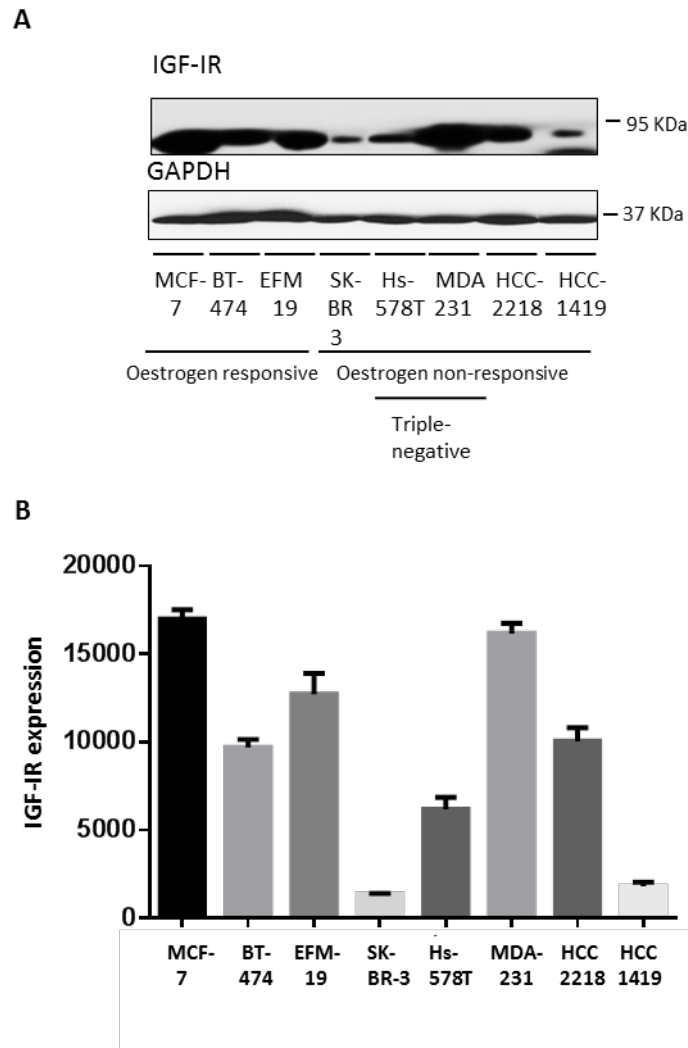 A
IGF-IR
95 KDa
GAPDH
37 KDa
MCF- BT- EFM SK- Hs- MDA HCC- HCC-
7 474 19 BR 578T 231 2218 1419
3
Oestrogen responsive Oestrogen non-responsive
Triple-
negative
B
20000
15000
10000
5000
0
IGF-IR expression
MCF- BT- EFM- SK- Hs- MDA- HCC HCC
7 474 19 BR-3 578T 231 2218 1419